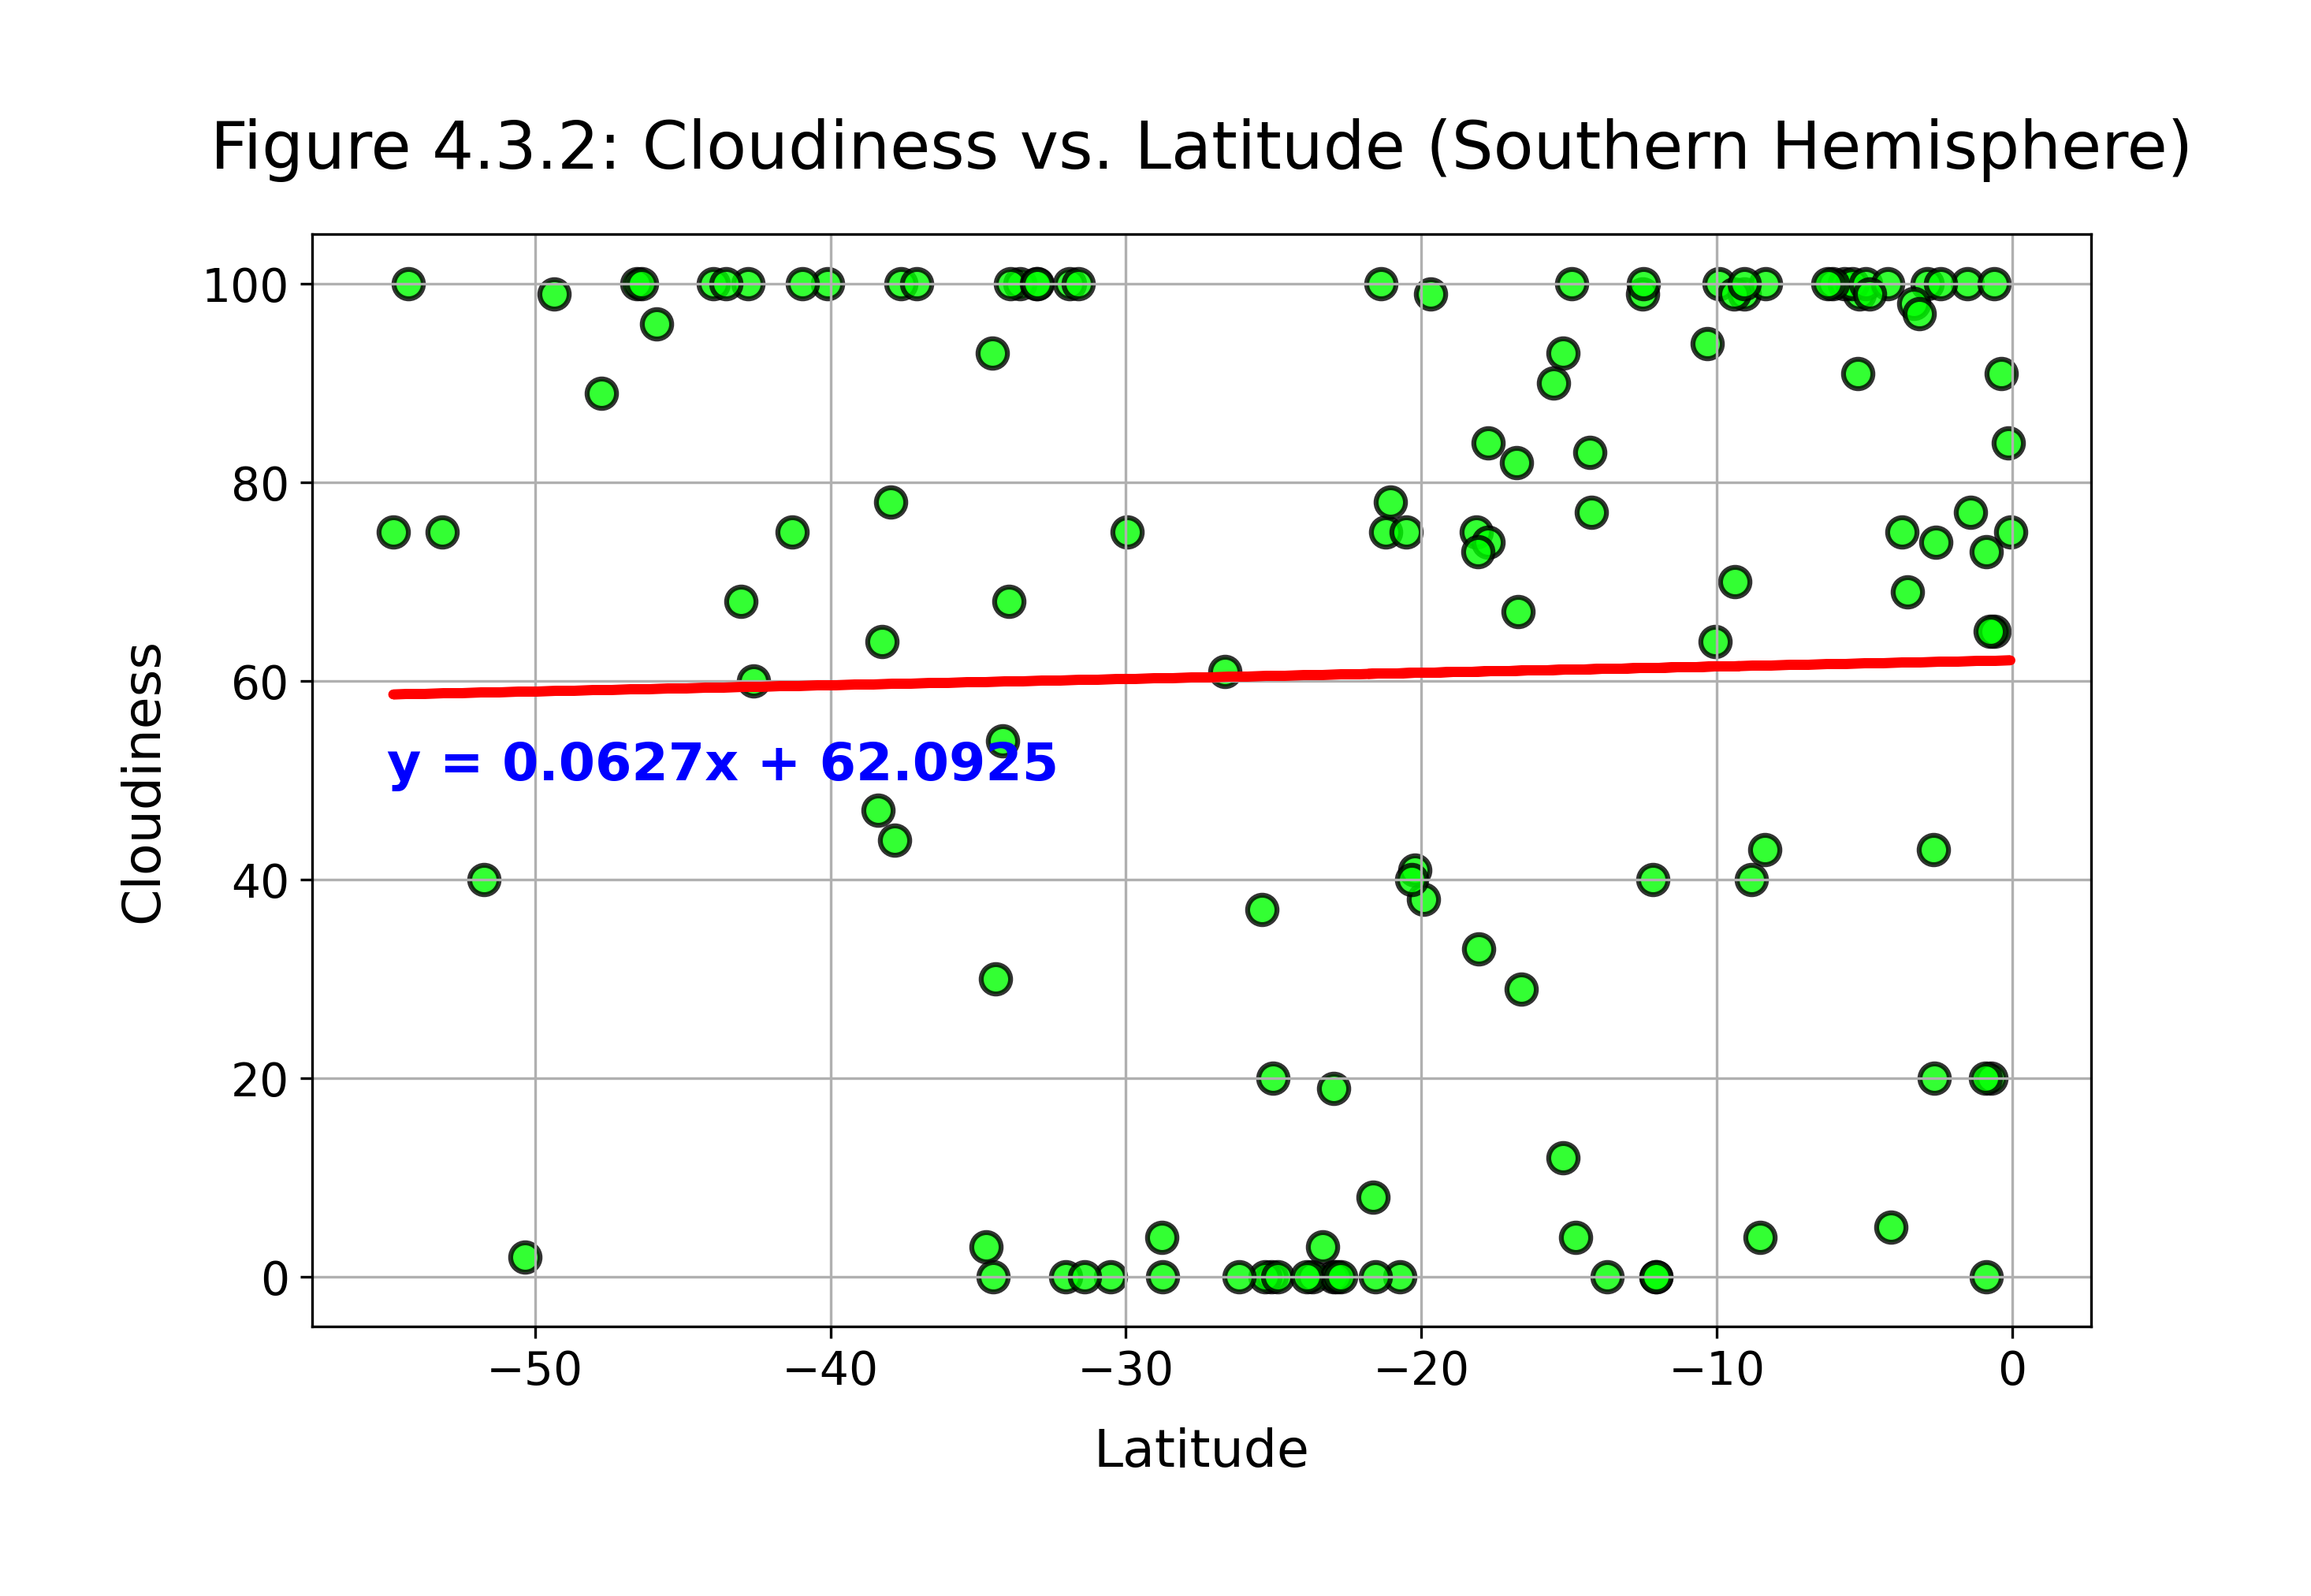 Figure 4.3.2: Cloudiness vs. Latitude (Southern Hemisphere)
100
80
60
40
20
0
Cloudiness
y = 0.0627x + 62.0925
−50 −40 −30 −20 −10 0
Latitude